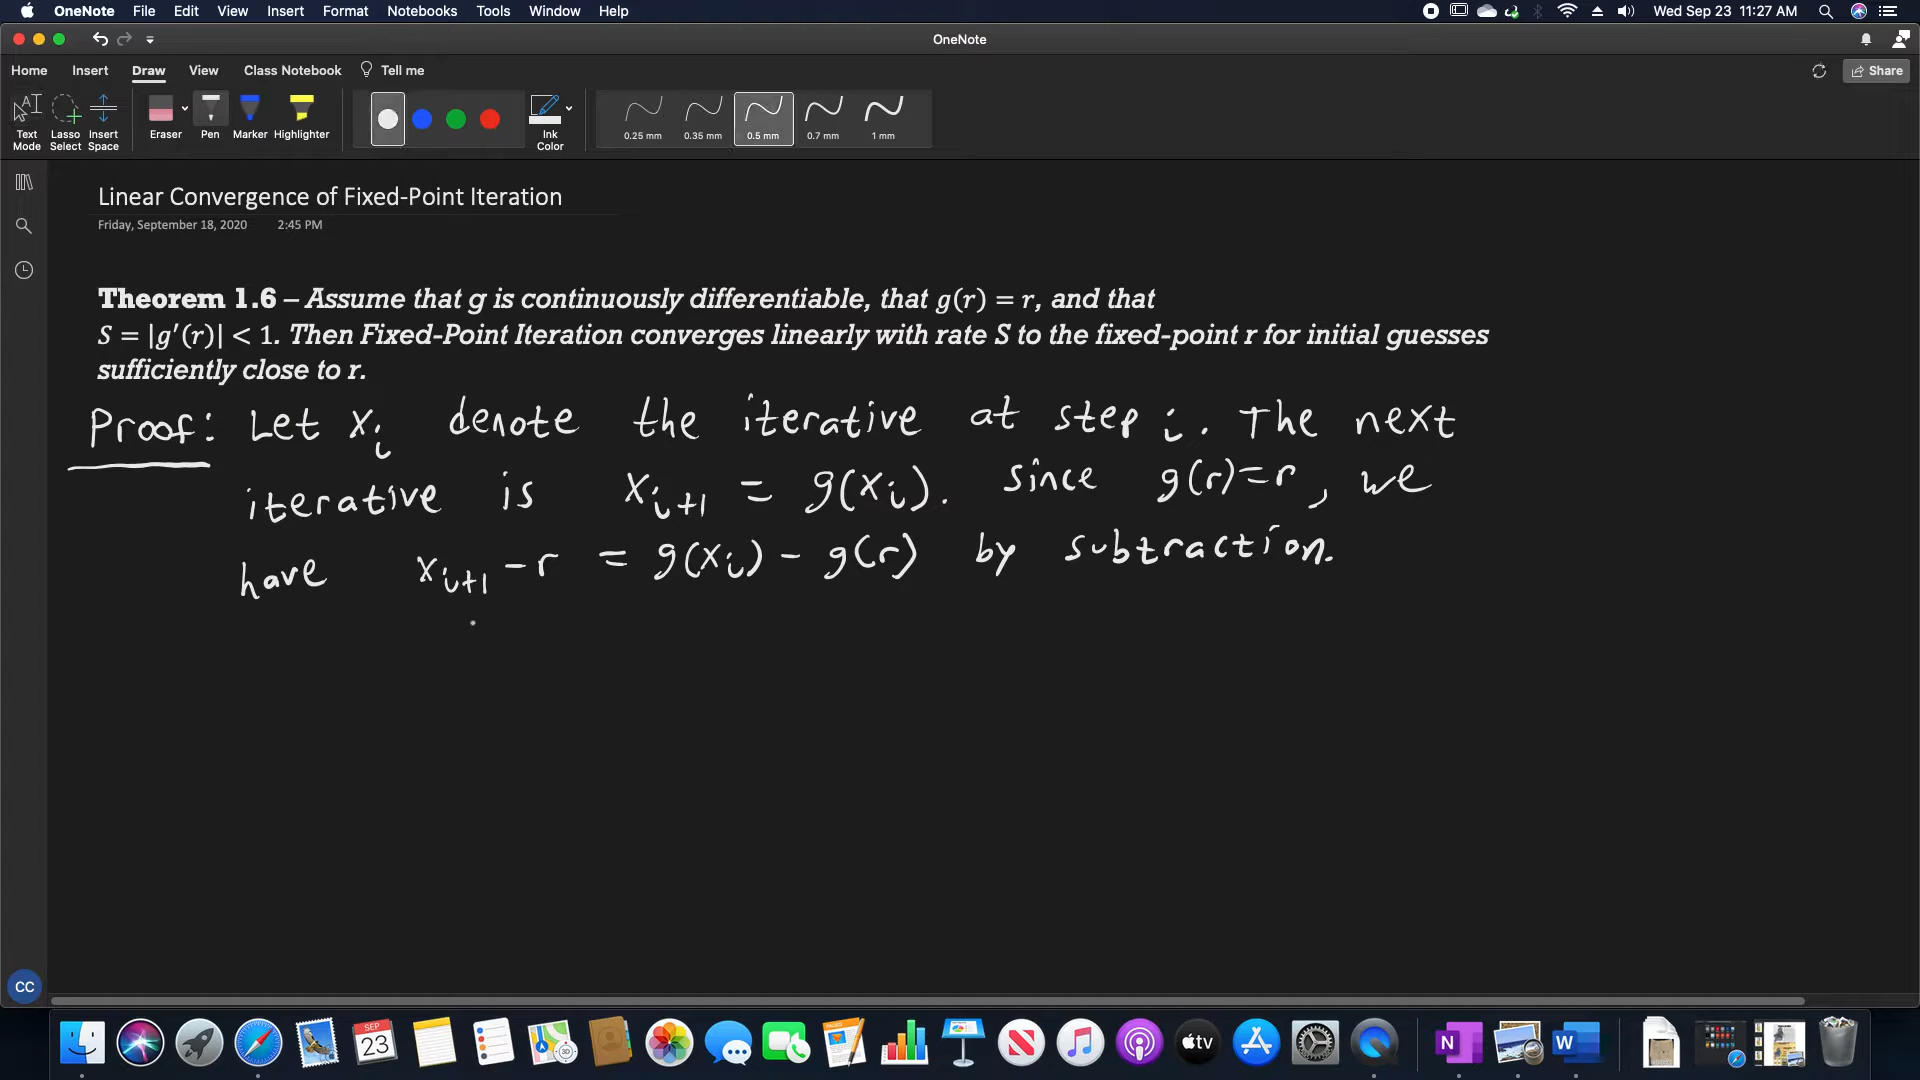 OneNote File Edit View Insert Format Notebooks Tools Window Help Wed Sep 23 11:27 AM
OneNote
Home Insert Draw View Class Notebook Tell me Share
Text Mode Lasso Select Insert Space Eraser Pen Marker Highlighter Ink Color 0.25 mm 0.35 mm 0.5 mm 0.7 mm 1 mm
Linear Convergence of Fixed-Point Iteration
Friday, September 18, 2020 2:45 PM
Theorem 1.6 – Assume that g is continuously differentiable, that g(r) = r, and that
S = |g′(r)| < 1. Then Fixed-Point Iteration converges linearly with rate S to the fixed-point r for initial guesses
sufficiently close to r.
Proof: Let xᵢ denote the iterative at step i. The next
iterative is xᵢ₊₁ = g(xᵢ). since g(r)=r, we
have xᵢ₊₁ − r = g(xᵢ) − g(r) by subtraction.
CC
SEP
23
tv
N
W